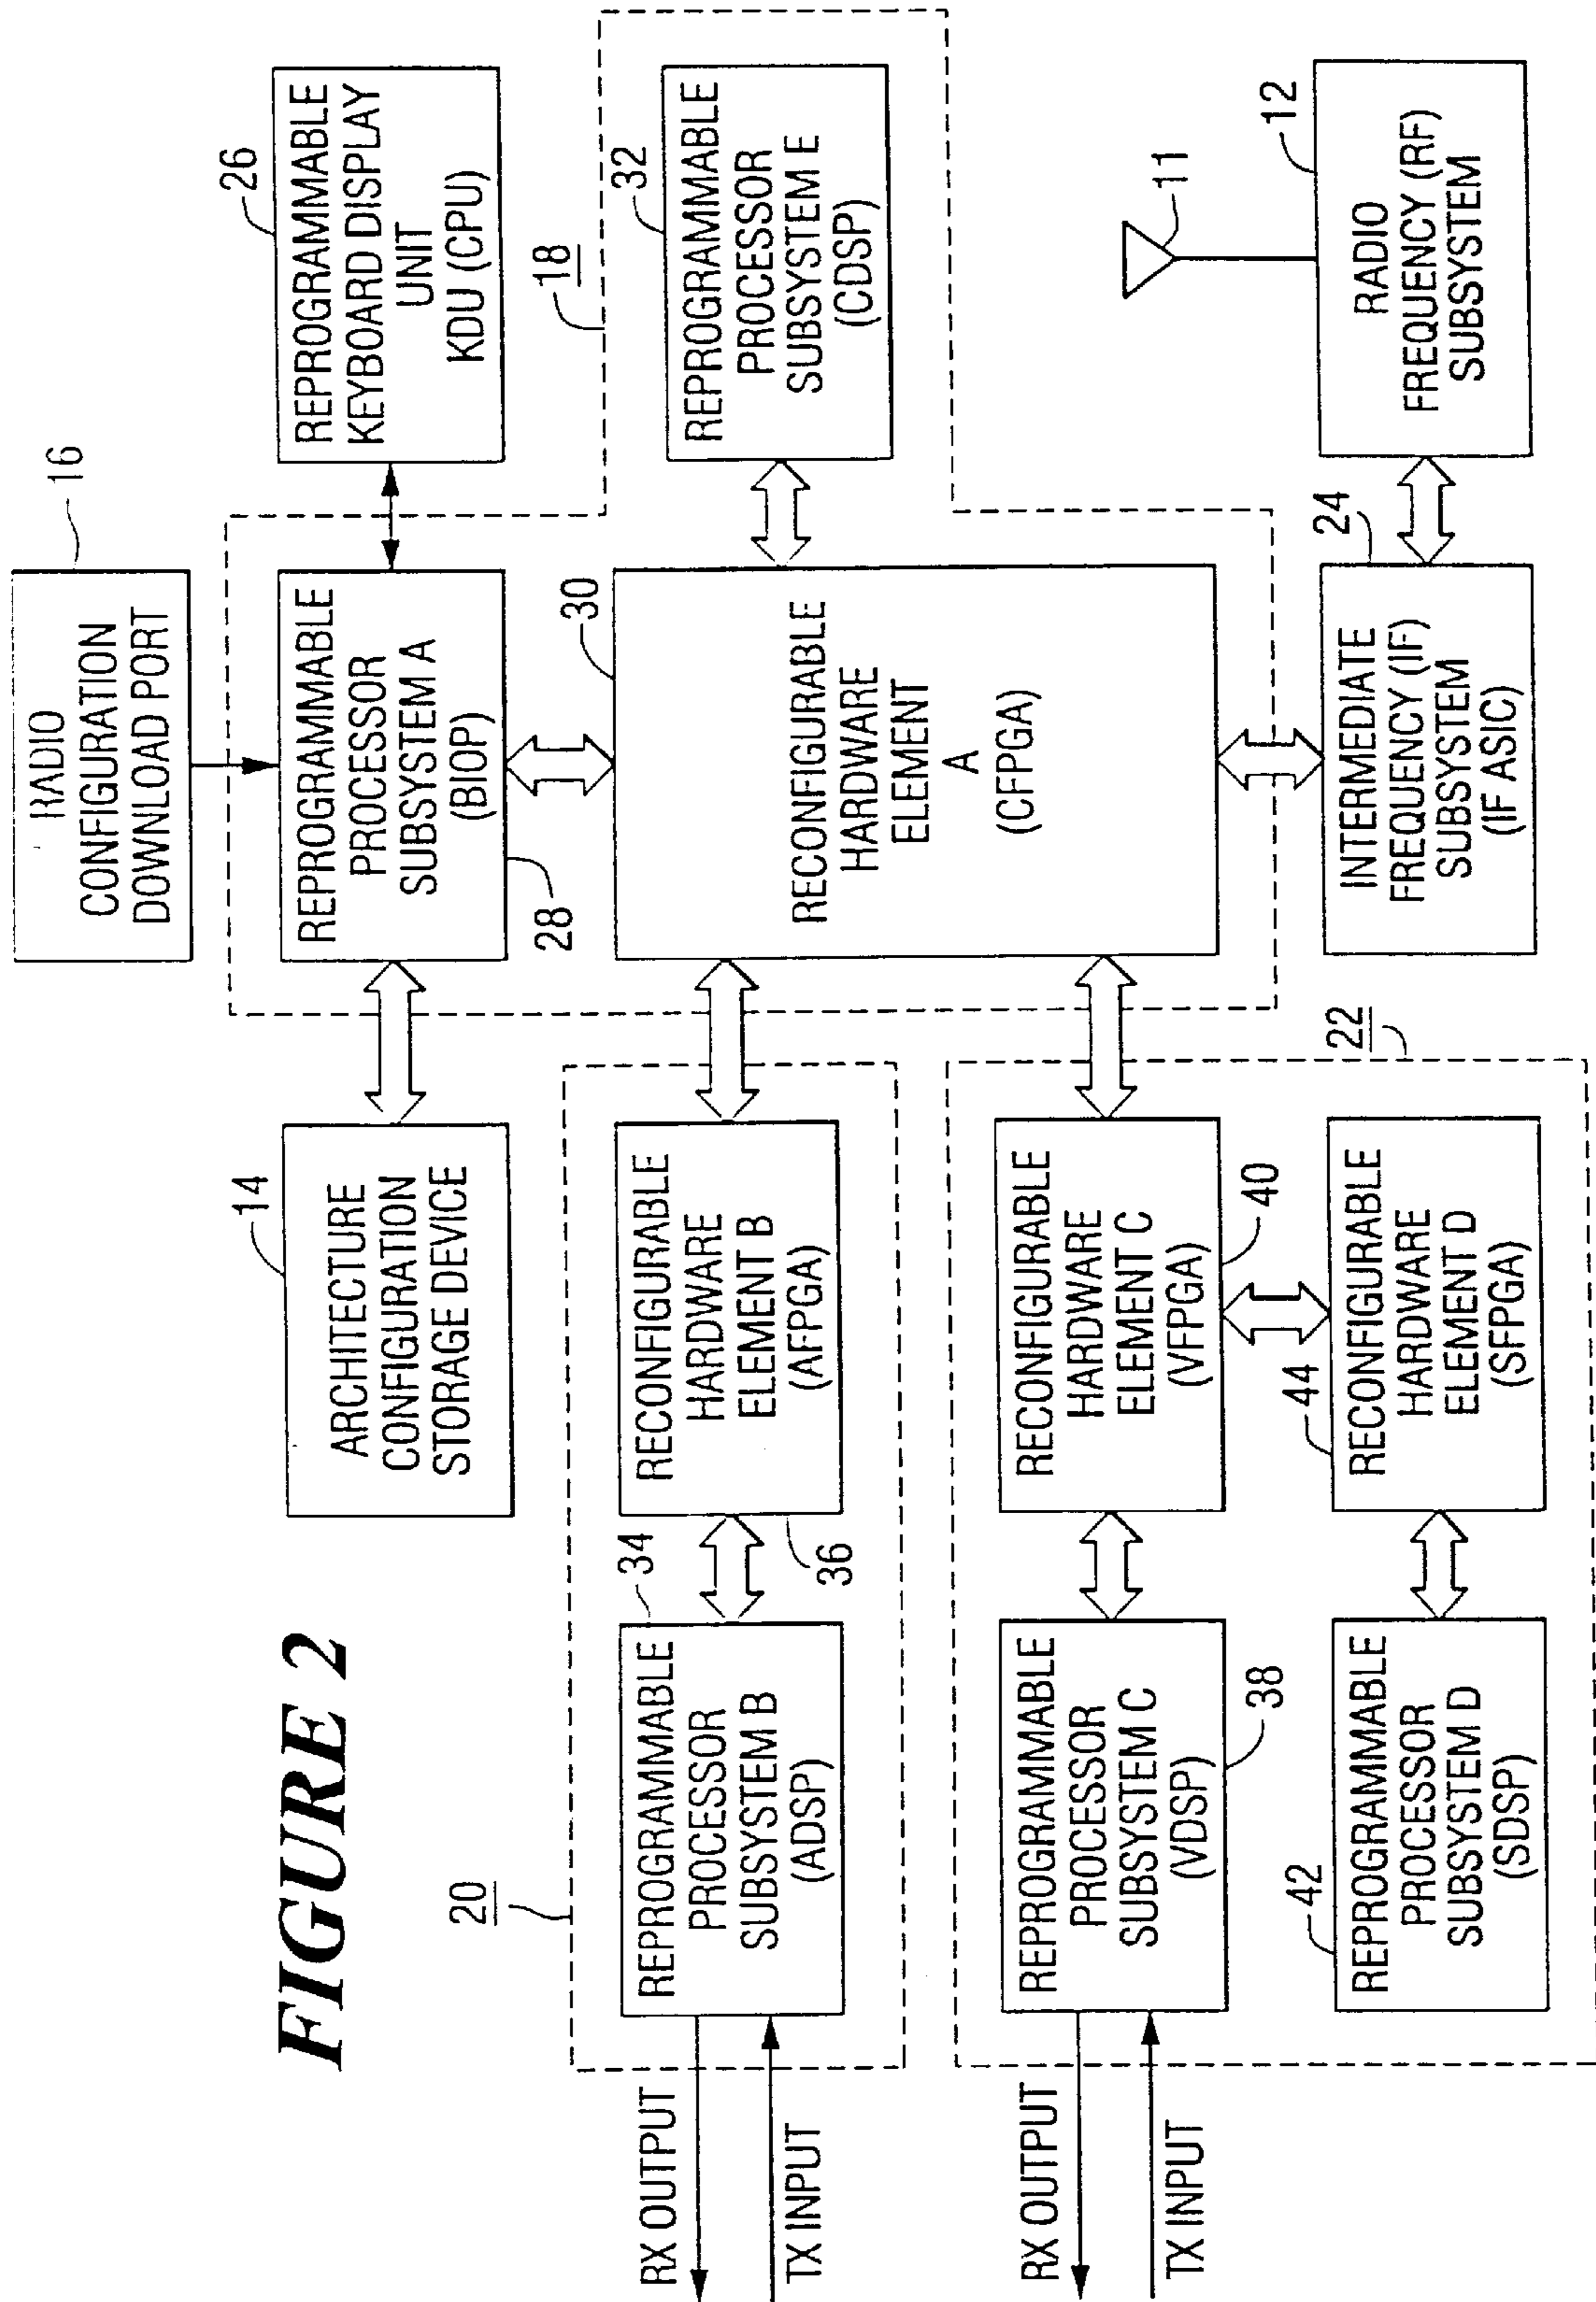 FIGURE 2
16
RADIO
CONFIGURATION
DOWNLOAD PORT
14
ARCHITECTURE
CONFIGURATION
STORAGE DEVICE
REPROGRAMMABLE
PROCESSOR
SUBSYSTEM A
(BIOP)
28
26
REPROGRAMMABLE
KEYBOARD DISPLAY
UNIT
KDU (CPU)
18
20
34
REPROGRAMMABLE
PROCESSOR
SUBSYSTEM B
(ADSP)
RECONFIGURABLE
HARDWARE
ELEMENT B
(AFPGA)
36
30
RECONFIGURABLE
HARDWARE
ELEMENT
A
(CFPGA)
32
REPROGRAMMABLE
PROCESSOR
SUBSYSTEM E
(CDSP)
RX OUTPUT
TX INPUT
22
REPROGRAMMABLE
PROCESSOR
SUBSYSTEM C
(VDSP)
38
RECONFIGURABLE
HARDWARE
ELEMENT C
(VFPGA)
40
RX OUTPUT
TX INPUT
42
REPROGRAMMABLE
PROCESSOR
SUBSYSTEM D
(SDSP)
44
RECONFIGURABLE
HARDWARE
ELEMENT D
(SFPGA)
24
INTERMEDIATE
FREQUENCY (IF)
SUBSYSTEM
(IF ASIC)
11
12
RADIO
FREQUENCY (RF)
SUBSYSTEM